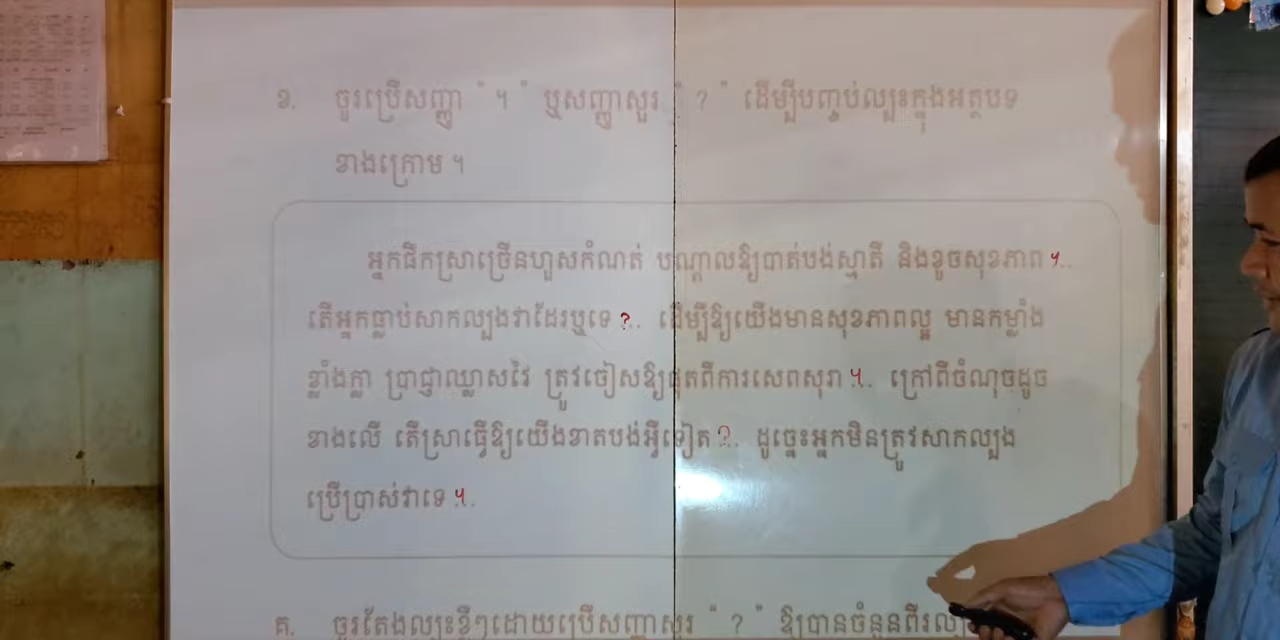 ខ. ចូរប្រើសញ្ញា " ។ " ឬសញ្ញាសួរ " ? " ដើម្បីបញ្ចប់ល្បះក្នុងអត្ថបទ
ខាងក្រោម ។
អ្នកផឹកស្រាច្រើនហួសកំណត់ បណ្ដាលឱ្យបាត់បង់ស្មារតី និងខូចសុខភាព ។..
តើអ្នកធ្លាប់សាកល្បងវាដែរឬទេ ?.. ដើម្បីឱ្យយើងមានសុខភាពល្អ មានកម្លាំង
ខ្លាំងក្លា ប្រាជ្ញាឈ្លាសវៃ ត្រូវចៀសឱ្យផុតពីការសេពសុរា ។.. ក្រៅពីចំណុចដូច
ខាងលើ តើស្រាធ្វើឱ្យយើងខាតបង់អ្វីទៀត ?.. ដូច្នេះអ្នកមិនត្រូវសាកល្បង
ប្រើប្រាស់វាទេ ។..
គ. ចូរតែងល្បះខ្លីៗដោយប្រើសញ្ញាសួរ " ? " ឱ្យបានចំនួនពីរ